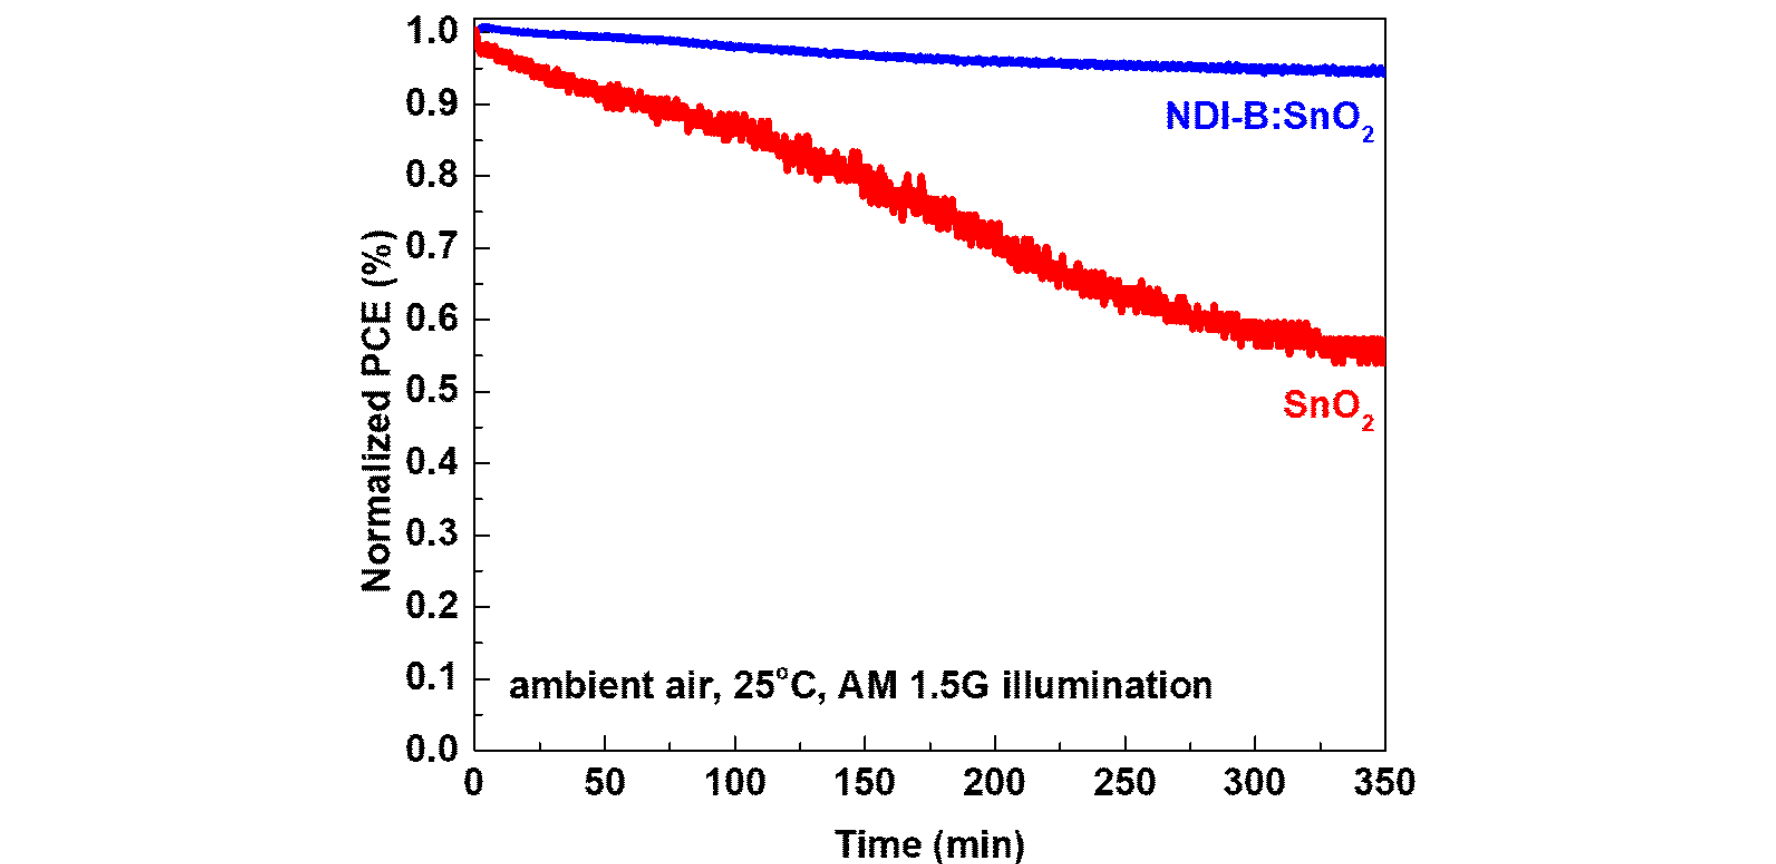 Normalized PCE (%)
1.0
0.9
0.8
0.7
0.6
0.5
0.4
0.3
0.2
0.1
0.0
NDI-B:SnO₂
SnO₂
ambient air, 25°C, AM 1.5G illumination
0 50 100 150 200 250 300 350
Time (min)